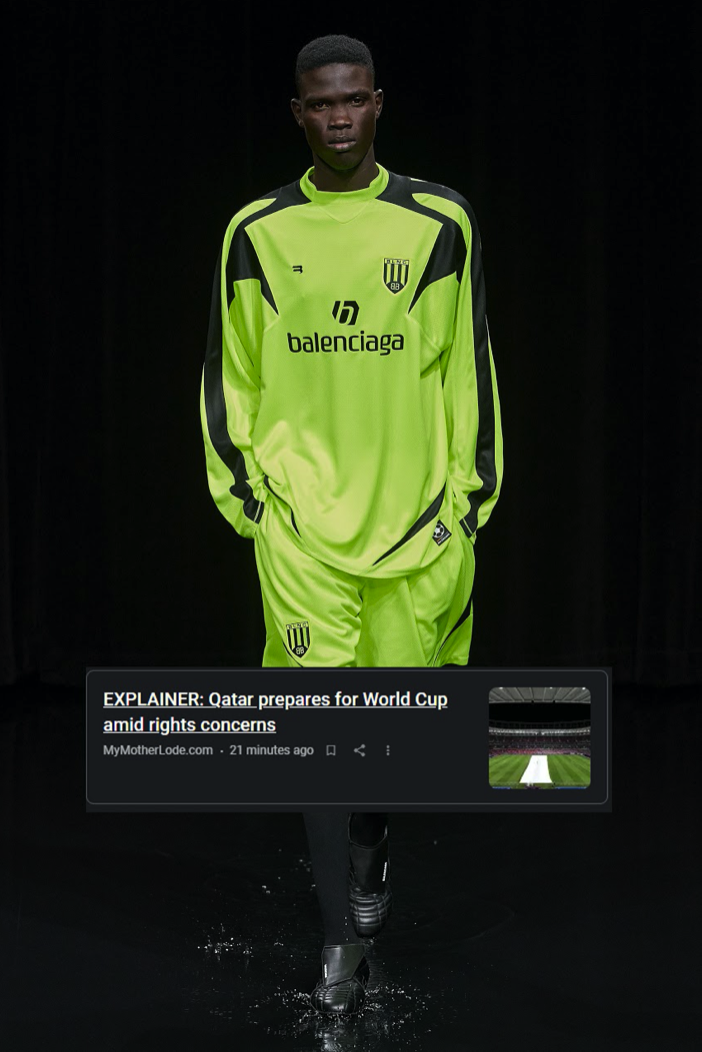 balenciaga
EXPLAINER: Qatar prepares for World Cup
amid rights concerns
MyMotherLode.com • 21 minutes ago